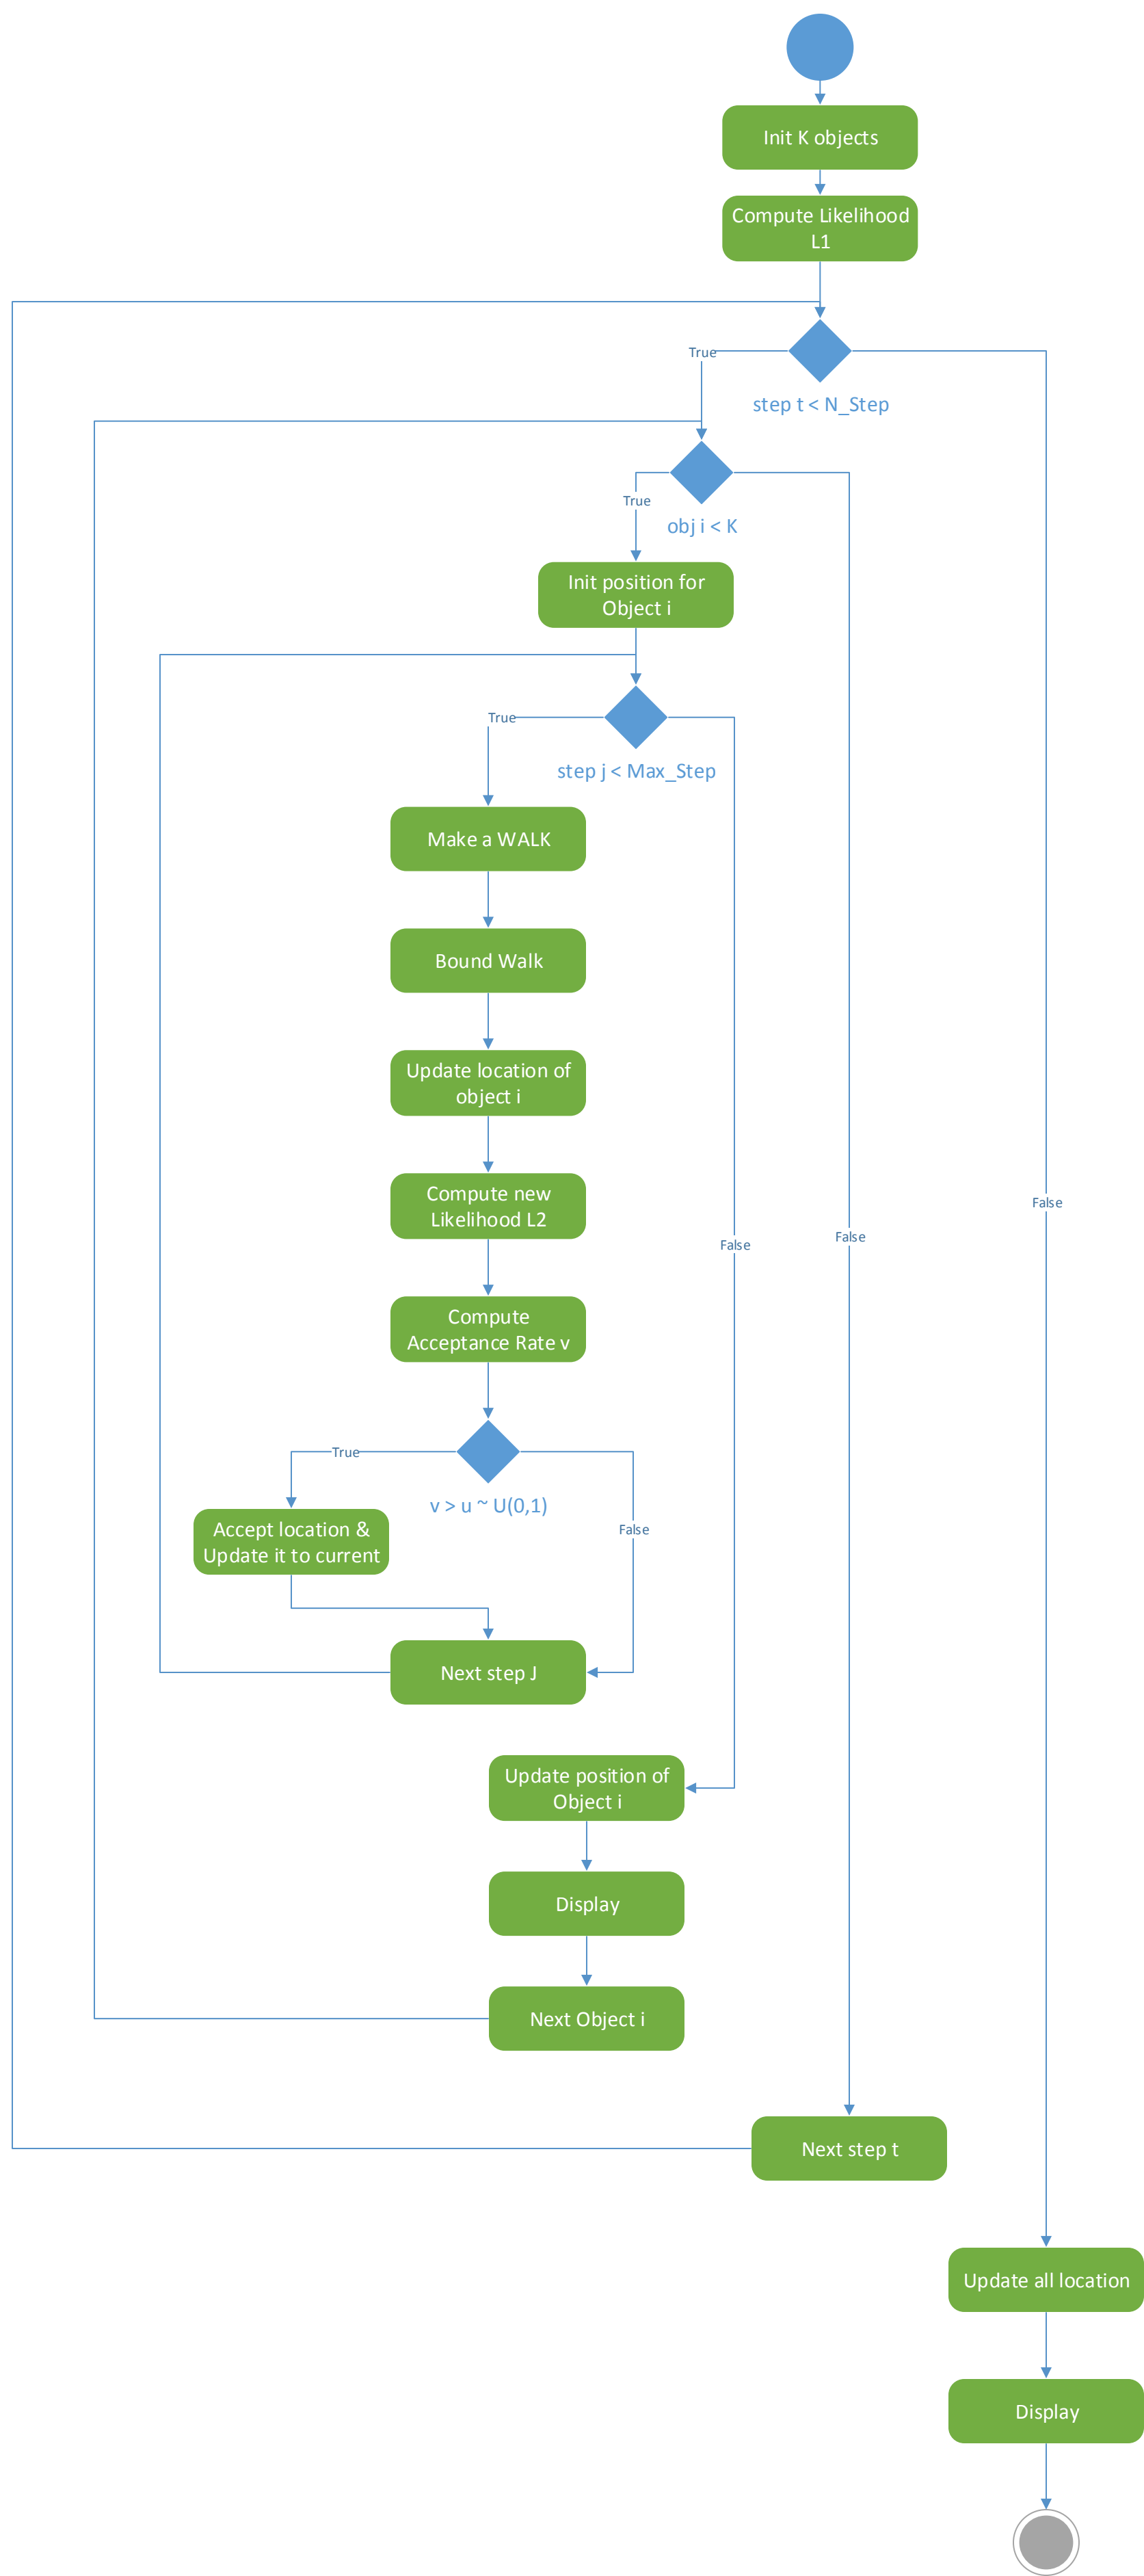 Init K objects
Compute Likelihood
L1
True
step t < N_Step
True
obj i < K
Init position for
Object i
True
step j < Max_Step
Make a WALK
Bound Walk
Update location of
object i
Compute new
Likelihood L2
False
False
False
Compute
Acceptance Rate v
True
v > u ~ U(0,1)
Accept location &
Update it to current
False
Next step J
Update position of
Object i
Display
Next Object i
Next step t
Update all location
Display